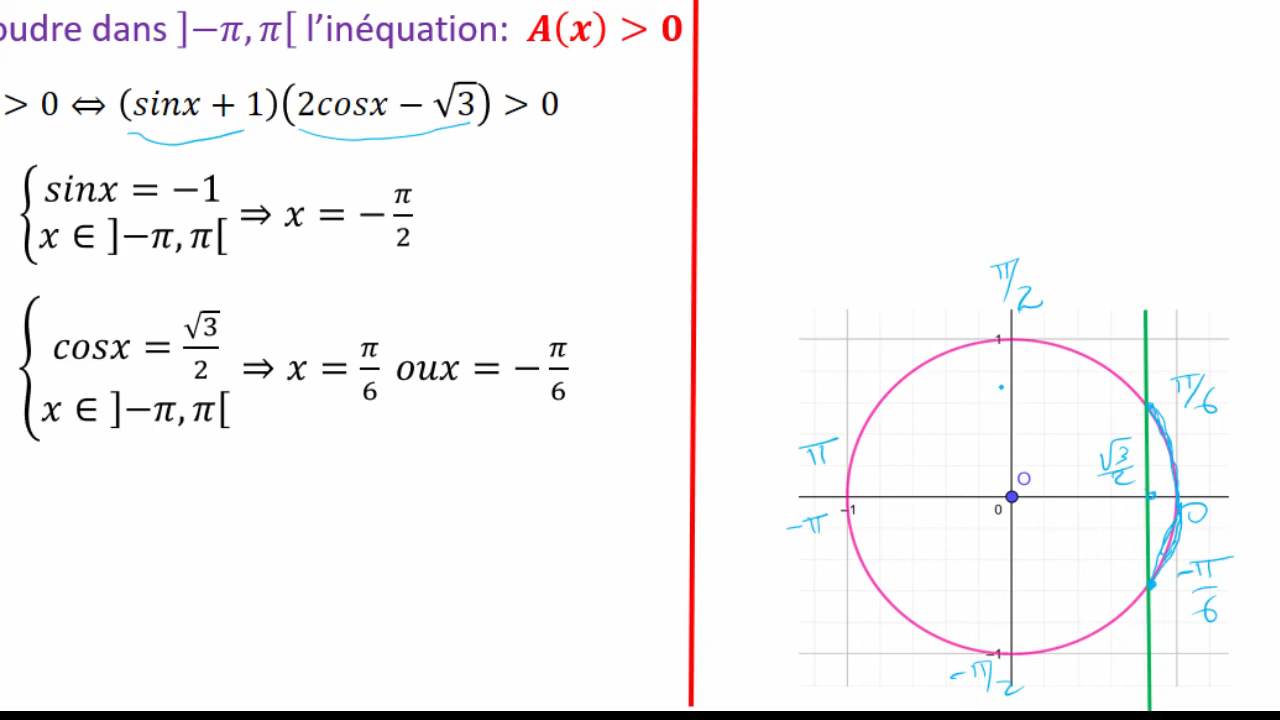 oudre dans ]−π, π[ l’inéquation: A(x) > 0
> 0 ⇔ (sinx + 1)(2cosx − √3) > 0
{ sinx = −1
x ∈ ]−π, π[ ⇒ x = −π/2
{ cosx = √3/2
x ∈ ]−π, π[ ⇒ x = π/6 oux = −π/6
π/2
1
π/6
π
√3/2
O
-π
−1
0
0
-π/6
−1
-π/2